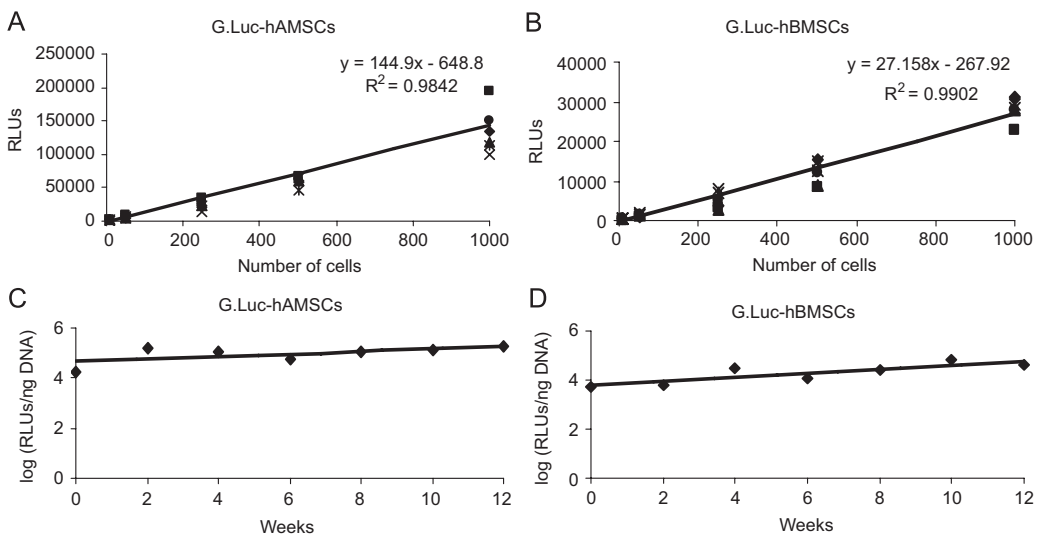 A
G.Luc-hAMSCs
y = 144.9x - 648.8
R² = 0.9842
RLUs
250000
200000
150000
100000
50000
0
0 200 400 600 800 1000
Number of cells
B
G.Luc-hBMSCs
y = 27.158x - 267.92
R² = 0.9902
RLUs
40000
30000
20000
10000
0
0 200 400 600 800 1000
Number of cells
C
G.Luc-hAMSCs
log (RLUs/ng DNA)
6
4
2
0
0 2 4 6 8 10 12
Weeks
D
G.Luc-hBMSCs
log (RLUs/ng DNA)
6
4
2
0
0 2 4 6 8 10 12
Weeks